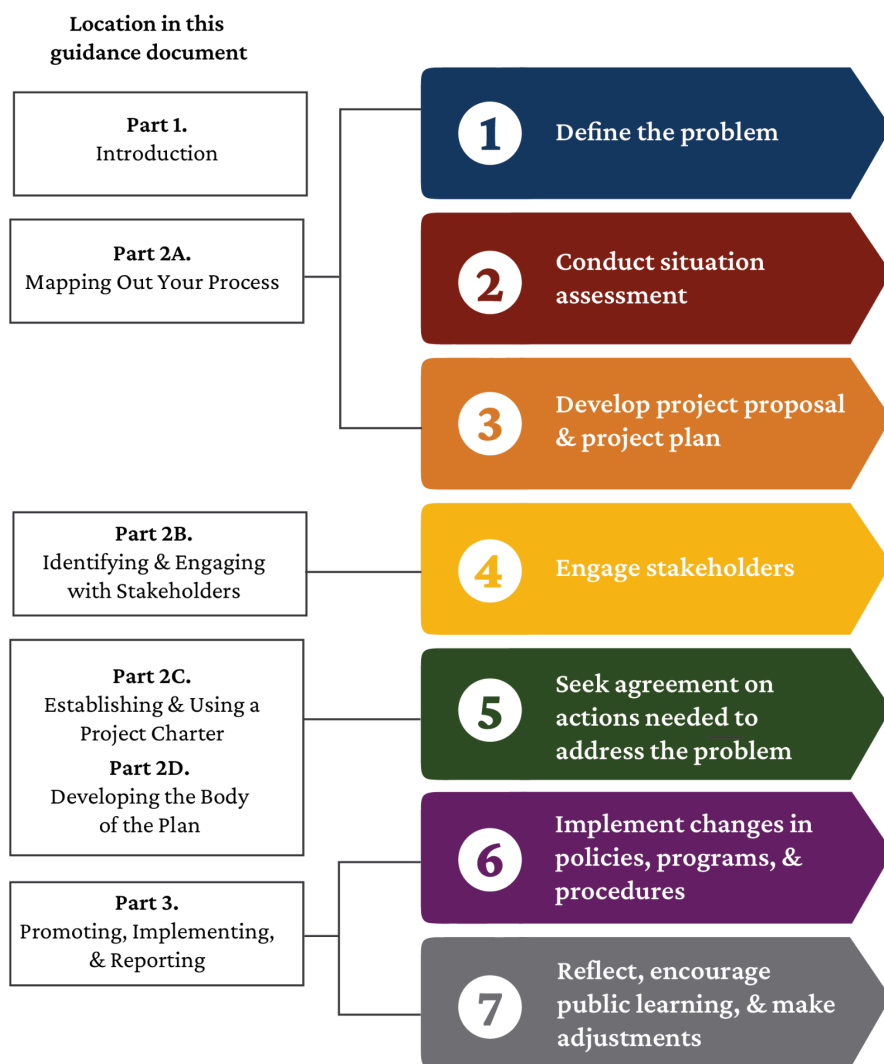 Location in this
guidance document
Part 1.
Introduction
Part 2A.
Mapping Out Your Process
Part 2B.
Identifying & Engaging
with Stakeholders
Part 2C.
Establishing & Using a
Project Charter
Part 2D.
Developing the Body
of the Plan
Part 3.
Promoting, Implementing,
& Reporting
1
Define the problem
2
Conduct situation
assessment
3
Develop project proposal
& project plan
4
Engage stakeholders
5
Seek agreement on
actions needed to
address the problem
6
Implement changes in
policies, programs, &
procedures
7
Reflect, encourage
public learning, & make
adjustments